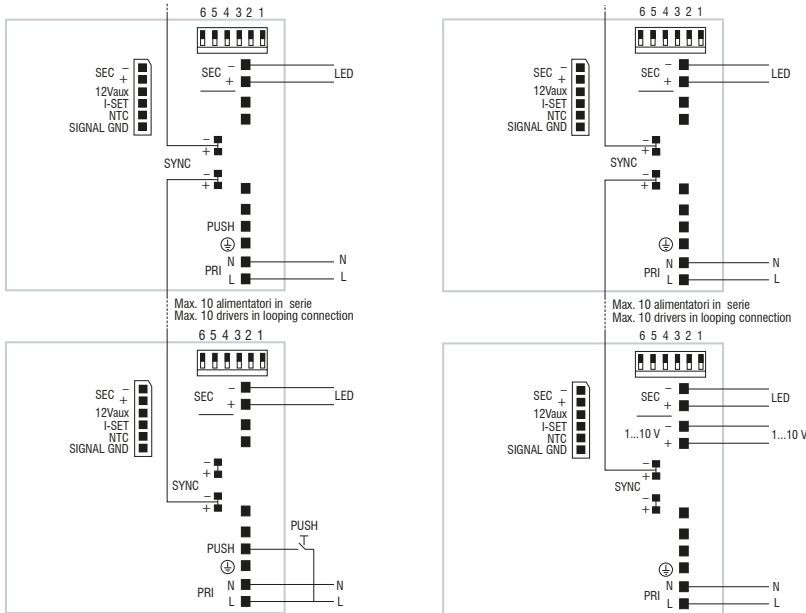 6 5 4 3 2 1
SEC −
+
12Vaux
I-SET
NTC
SIGNAL GND
SEC −
+
LED
−
+
SYNC
−
+
PUSH
N
PRI
L
N
L
Max. 10 alimentatori in serie
Max. 10 drivers in looping connection
6 5 4 3 2 1
SEC −
+
12Vaux
I-SET
NTC
SIGNAL GND
SEC −
+
LED
−
+
SYNC
−
+
PUSH
PUSH
N
PRI
L
N
L
6 5 4 3 2 1
SEC −
+
12Vaux
I-SET
NTC
SIGNAL GND
SEC −
+
LED
−
+
SYNC
−
+
N
PRI
L
N
L
Max. 10 alimentatori in serie
Max. 10 drivers in looping connection
6 5 4 3 2 1
SEC −
+
12Vaux
I-SET
NTC
SIGNAL GND
SEC −
+
LED
−
1...10 V
+
1...10 V
−
+
SYNC
−
+
N
PRI
L
N
L